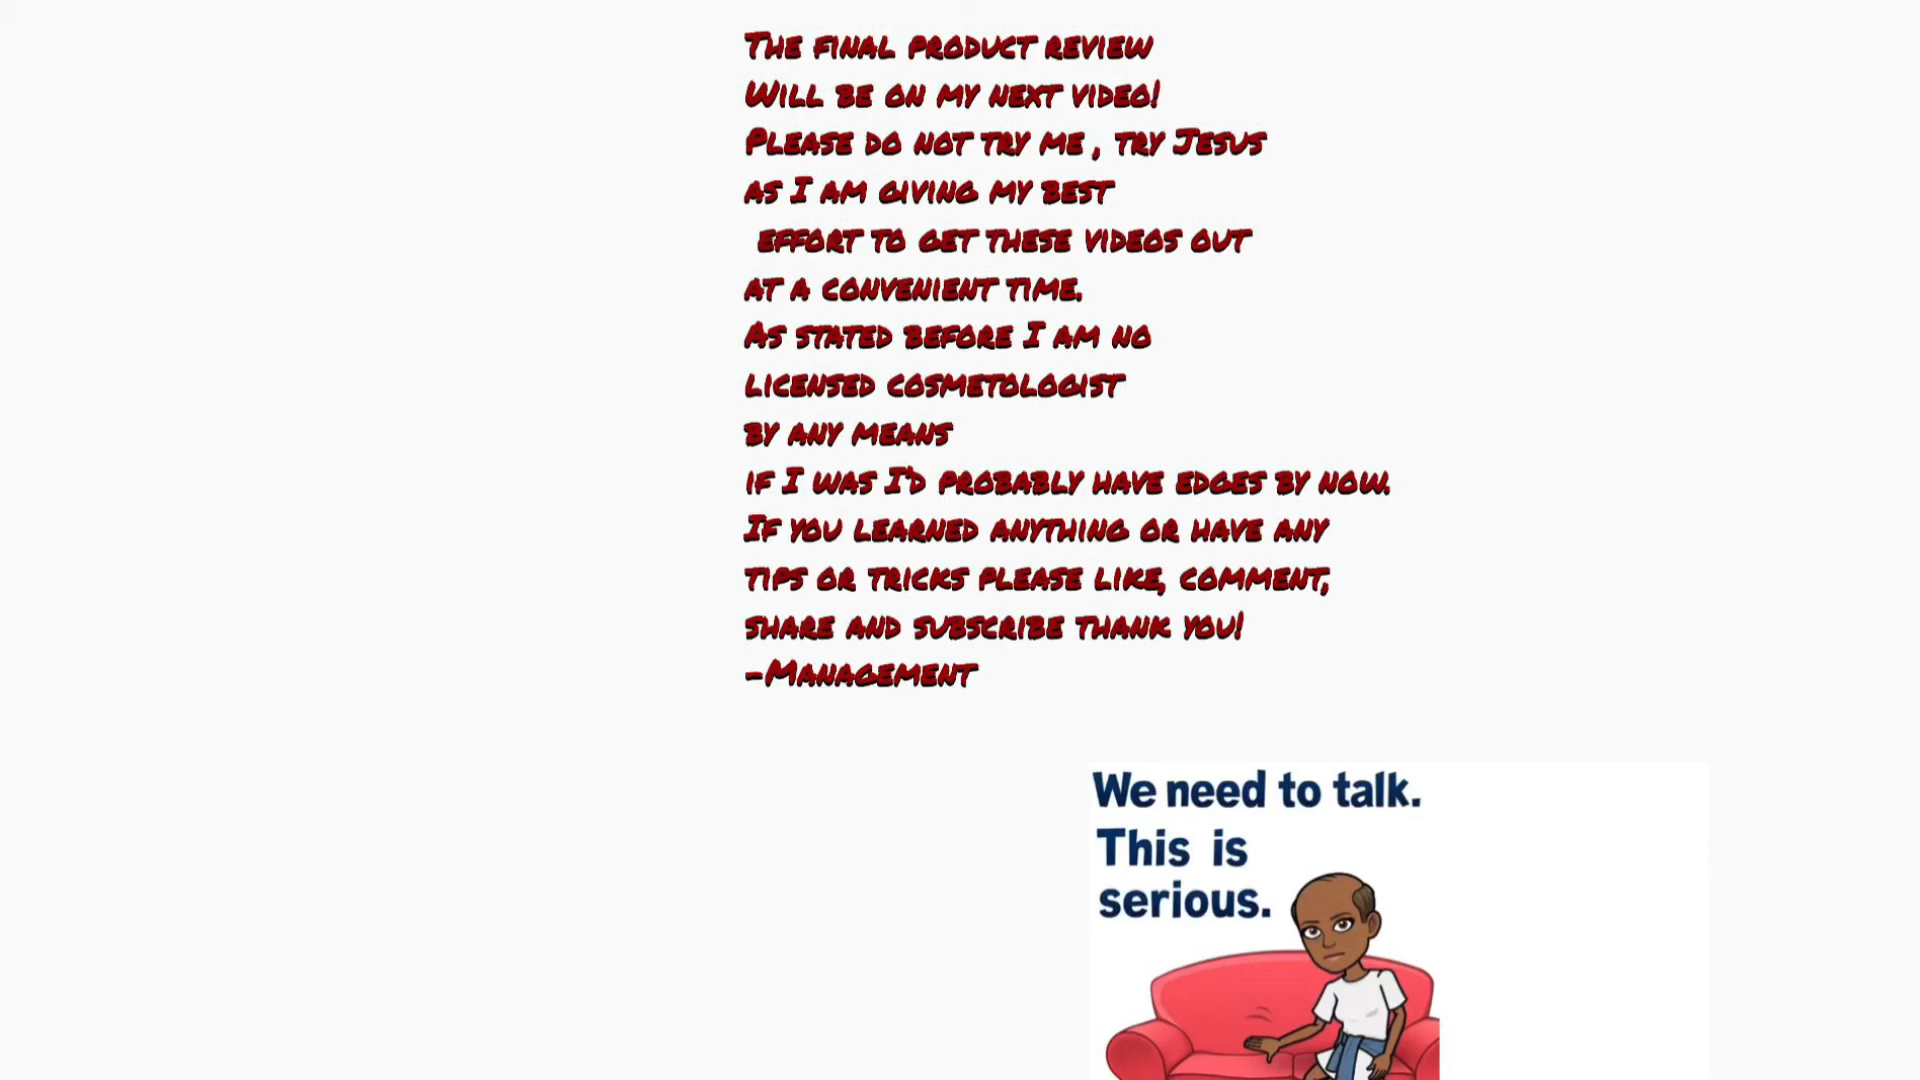 The final product review
Will be on my next video!
Please do not try me , try Jesus
as I am giving my best
effort to get these videos out
at a convenient time.
As stated before I am no
licensed cosmetologist
by any means
if I was I'd probably have edges by now.
If you learned anything or have any
tips or tricks please like, comment,
share and subscribe thank you!
-Management
We need to talk.
This is
serious.